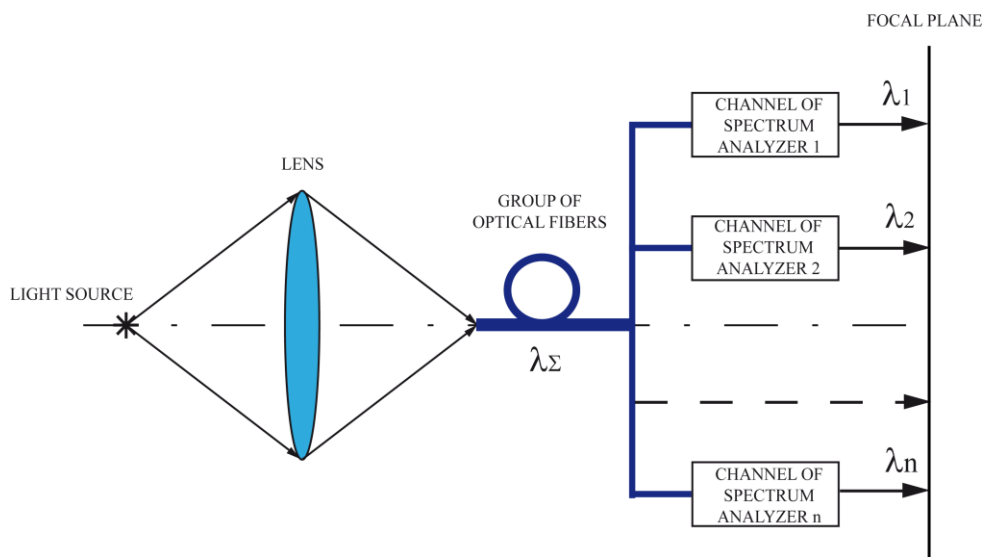 FOCAL PLANE
CHANNEL OF
SPECTRUM
ANALYZER 1
λ1
LENS
GROUP OF
OPTICAL FIBERS
CHANNEL OF
SPECTRUM
ANALYZER 2
λ2
LIGHT SOURCE
λΣ
CHANNEL OF
SPECTRUM
ANALYZER n
λn